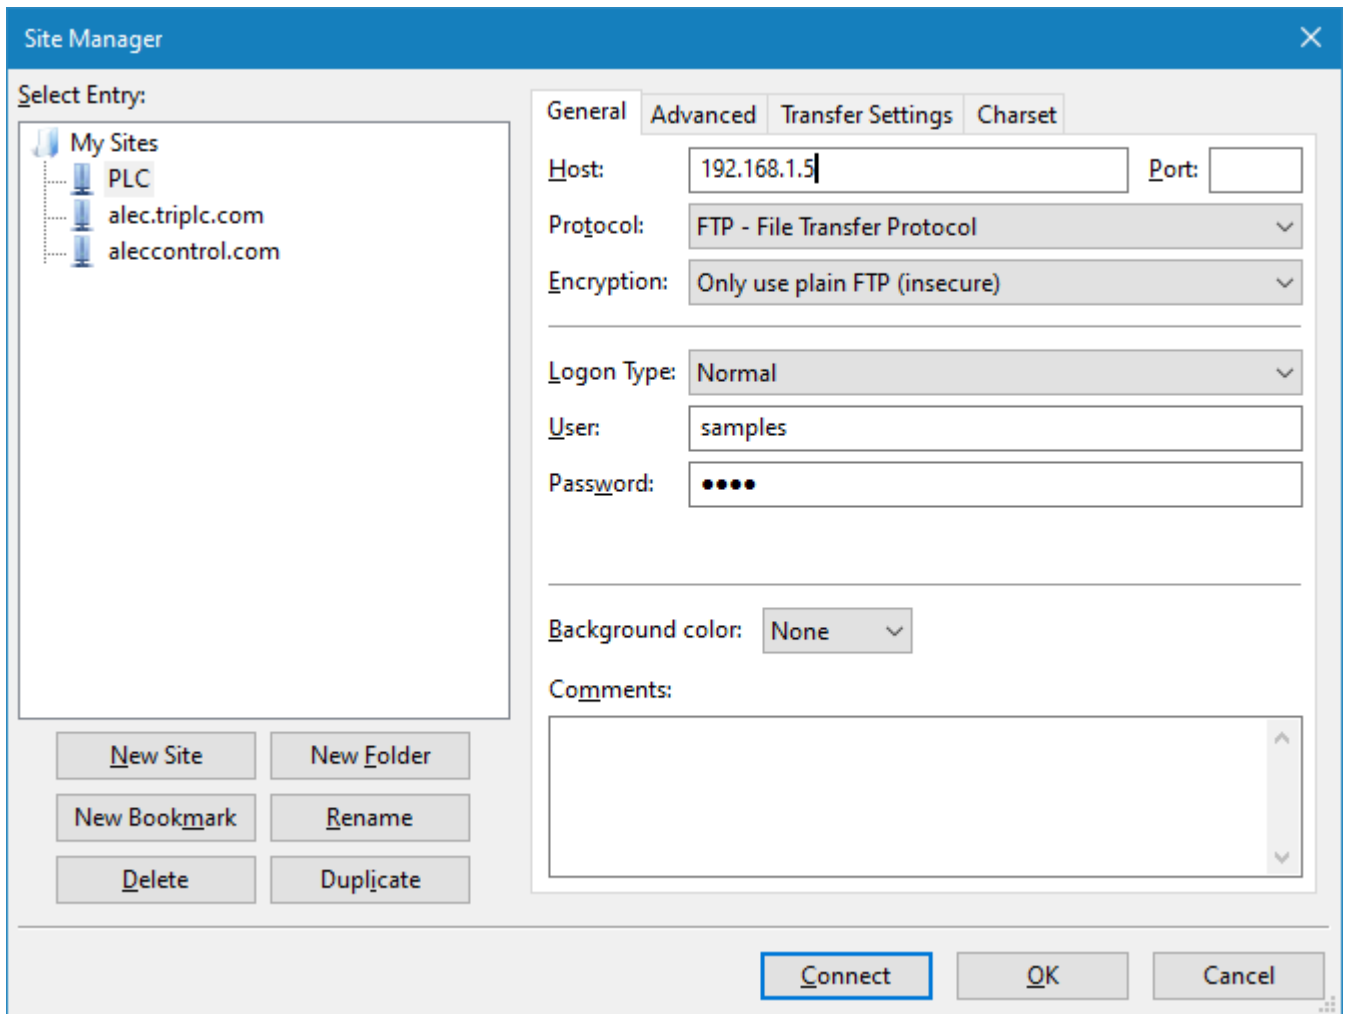 Site Manager
Select Entry:
My Sites
PLC
alec.triplc.com
aleccontrol.com
New Site
New Folder
New Bookmark
Rename
Delete
Duplicate
General
Advanced
Transfer Settings
Charset
Host: 192.168.1.5 Port:
Protocol: FTP - File Transfer Protocol
Encryption: Only use plain FTP (insecure)
Logon Type: Normal
User: samples
Password: ●●●●
Background color: None
Comments:
Connect
OK
Cancel